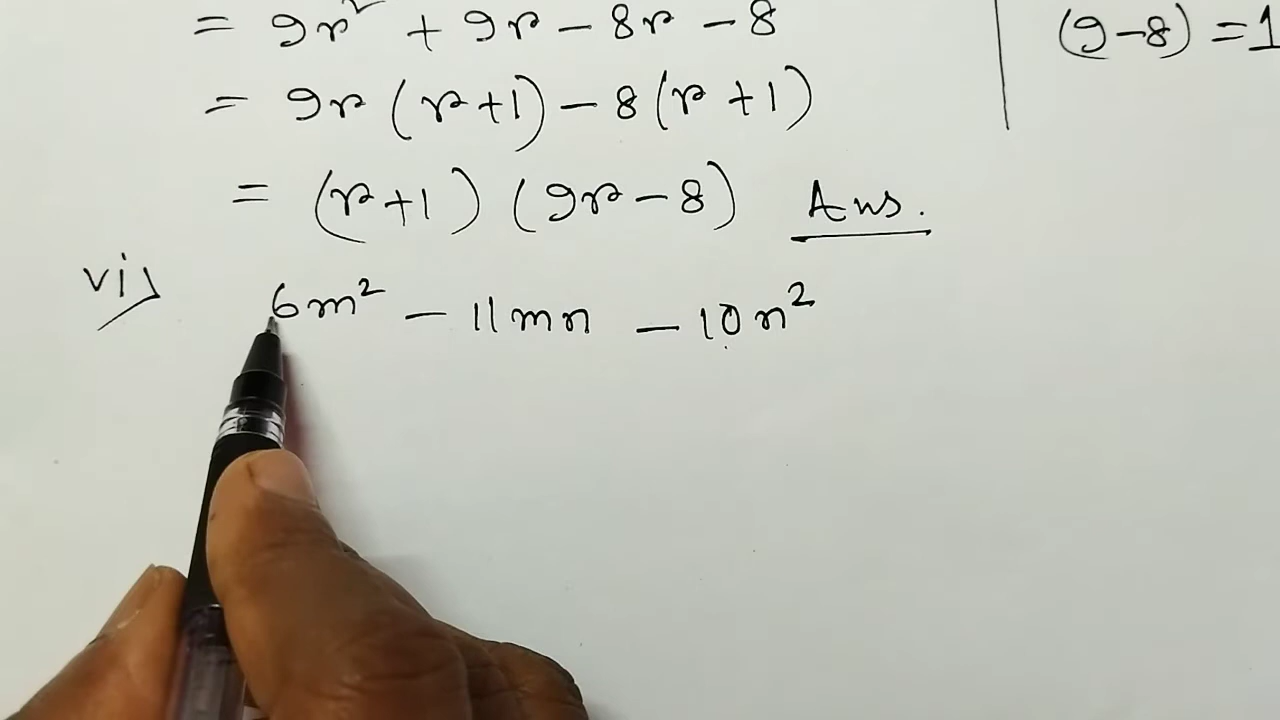 = 9r² + 9r - 8r - 8
(9-8) = 1
= 9r (r+1) - 8 (r +1)
= (r+1) (9r-8) Ans.
vi) 6m² - 11mn - 10n²